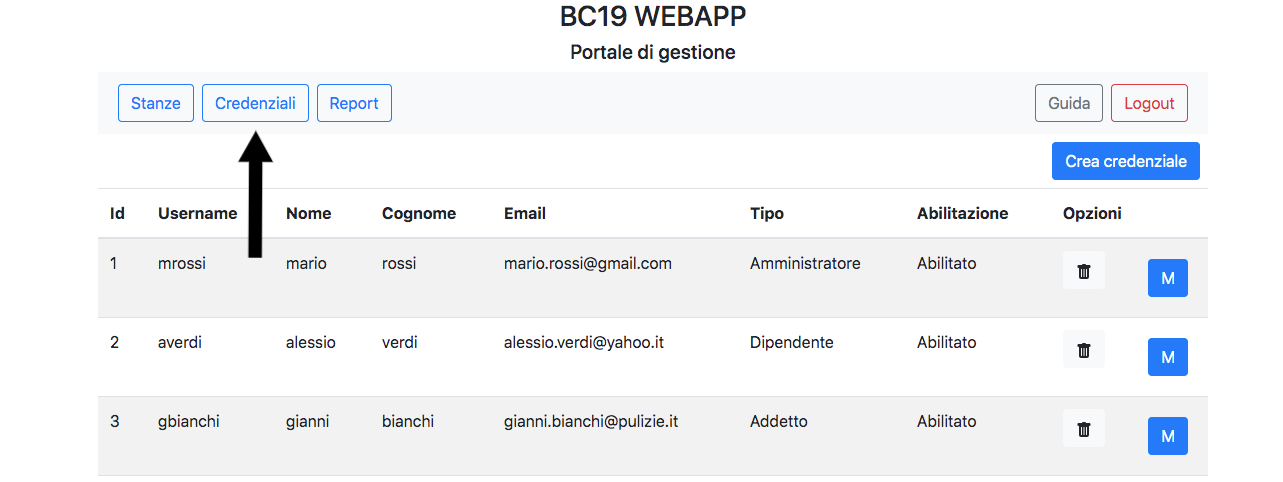 BC19 WEBAPP
Portale di gestione
Stanze Credenziali Report Guida Logout
Crea credenziale
Id Username Nome Cognome Email Tipo Abilitazione Opzioni
1 mrossi mario rossi mario.rossi@gmail.com Amministratore Abilitato M
2 averdi alessio verdi alessio.verdi@yahoo.it Dipendente Abilitato M
3 gbianchi gianni bianchi gianni.bianchi@pulizie.it Addetto Abilitato M